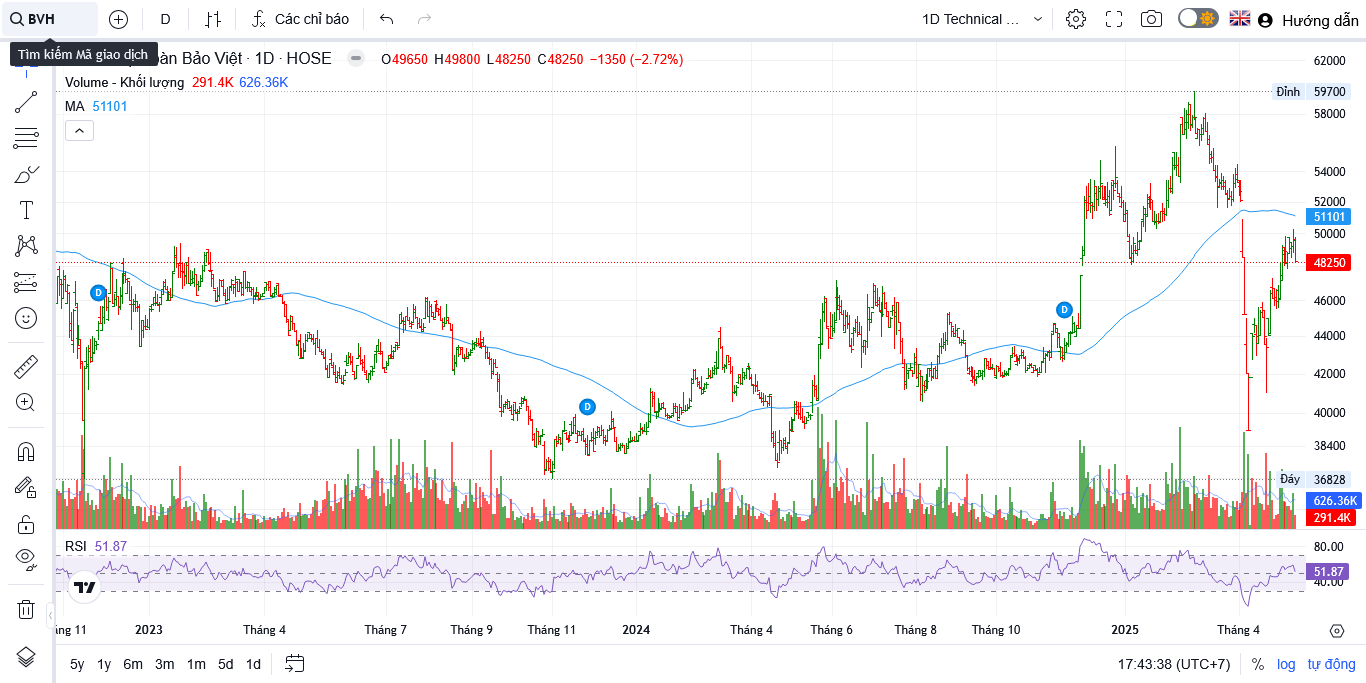 BVH D Các chỉ báo 1D Technical ... Hướng dẫn
Tìm kiếm Mã giao dịch
oàn Bảo Việt · 1D · HOSE O49650 H49800 L48250 C48250 −1350 (−2.72%)
Volume - Khối lượng 291.4K 626.36K
MA 51101
62000
Đỉnh 59700
58000
54000
52000
51101
50000
48250
46000
44000
42000
40000
38400
Đáy 36828
626.36K
291.4K
D
D
D
RSI 51.87
80.00
51.87
40.00
ng 11 2023 Tháng 4 Tháng 7 Tháng 9 Tháng 11 2024 Tháng 4 Tháng 6 Tháng 8 Tháng 10 2025 Tháng 4
5y 1y 6m 3m 1m 5d 1d 17:43:38 (UTC+7) % log tự động